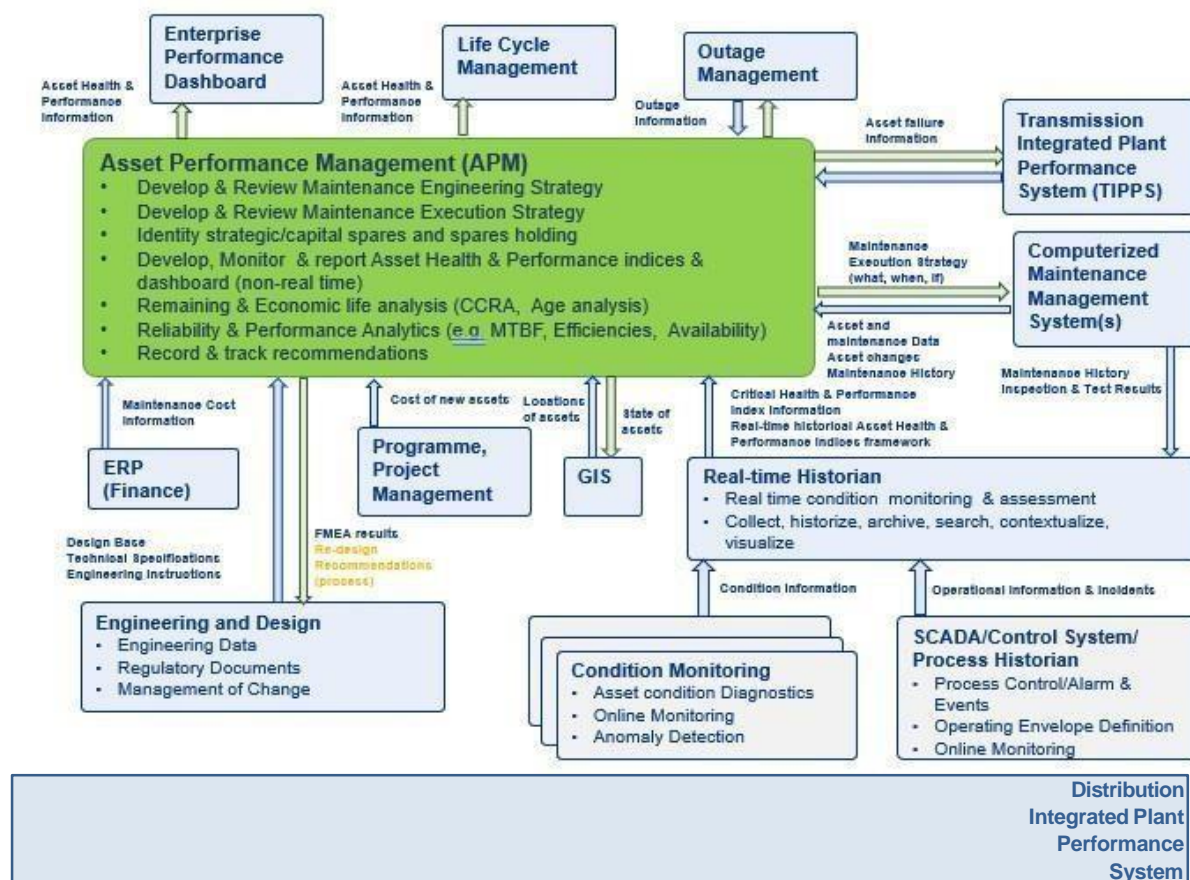 Enterprise
Performance
Dashboard
Life Cycle
Management
Outage
Management
Asset Health &
Performance
Information
Asset Health &
Performance
Information
Outage
Information
Asset failure
Information
Transmission
Integrated Plant
Performance
System (TIPPS)
Asset Performance Management (APM)
• Develop & Review Maintenance Engineering Strategy
• Develop & Review Maintenance Execution Strategy
• Identity strategic/capital spares and spares holding
• Develop, Monitor & report Asset Health & Performance indices &
dashboard (non-real time)
• Remaining & Economic life analysis (CCRA, Age analysis)
• Reliability & Performance Analytics (e.g. MTBF, Efficiencies, Availability)
• Record & track recommendations
Maintenance
Execution Strategy
(what, when, if)
Computerized
Maintenance
Management
System(s)
Asset and
maintenance Data
Asset changes
Maintenance History
Maintenance Cost
Information
Cost of new assets
Locations
of assets
State of
assets
Critical Health & Performance
Index Information
Real-time historical Asset Health &
Performance Indices framework
Maintenance History
Inspection & Test Results
ERP
(Finance)
Programme,
Project
Management
GIS
Real-time Historian
• Real time condition monitoring & assessment
• Collect, historize, archive, search, contextualize,
visualize
Design Base
Technical Specifications
Engineering Instructions
FMEA results
Re-design
Recommendations
(process)
Condition Information
Operational Information & Incidents
Engineering and Design
• Engineering Data
• Regulatory Documents
• Management of Change
Condition Monitoring
• Asset condition Diagnostics
• Online Monitoring
• Anomaly Detection
SCADA/Control System/
Process Historian
• Process Control/Alarm &
Events
• Operating Envelope Definition
• Online Monitoring
Distribution
Integrated Plant
Performance
System